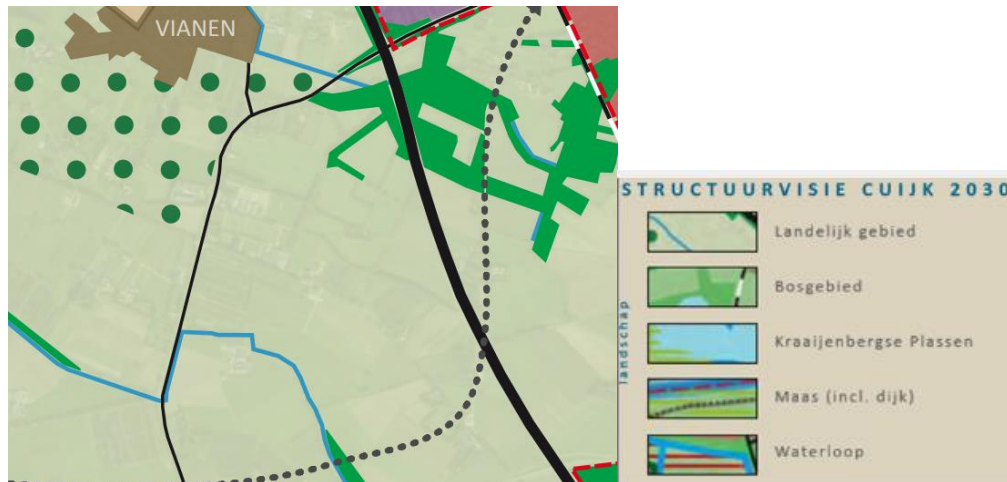 VIANEN
STRUCTUURVISIE CUIJK 2030
landschap
Landelijk gebied
Bosgebied
Kraaijenbergse Plassen
Maas (incl. dijk)
Waterloop